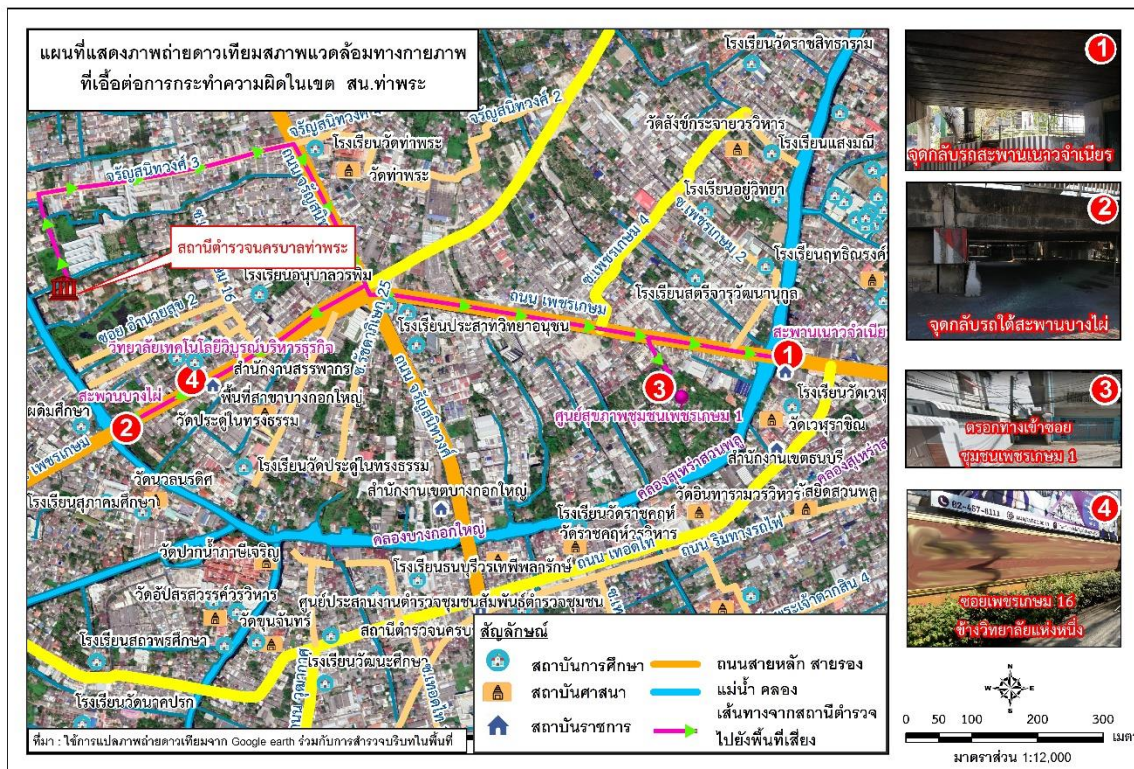 แผนที่แสดงภาพถ่ายดาวเทียมสภาพแวดล้อมทางกายภาพ
ที่เอื้อต่อการกระทำความผิดในเขต สน.ท่าพระ
โรงเรียนวัดราชสิทธาราม
จรัญสนิทวงศ์ 2
โรงเรียนวัดท่าพระ
วัดท่าพระ
วัดสังข์กระจายวรวิหาร
โรงเรียนแสงมณี
จรัญสนิทวงศ์ 3
ถนน จรัญสนิทวงศ์
โรงเรียนอยู่วิทยา
ซ.เพชรเกษม 4
ซ.เพชรเกษม 2
สถานีตำรวจนครบาลท่าพระ
โรงเรียนอนุบาลวรพิม
โรงเรียนฤทธิณรงค์
โรงเรียนสตรีจารุวัฒนานุกูล
ซอย อำนวยสุข 2
ถนน เพชรเกษม
สะพานเนาวจำเนียร
1
โรงเรียนประสาทวิทยาอนุชน
ซ.รัชดาภิเษก 25
วิทยาลัยเทคโนโลยีวิบูรณ์บริหารธุรกิจ
4
สำนักงานสรรพากร
พื้นที่สาขาบางกอกใหญ่
สะพานบางไผ่
2
3
ศูนย์สุขภาพชุมชนเพชรเกษม 1
วัดประดู่ในทรงธรรม
ถนน จรัญสนิทวงศ์
วัดเวฬุราชิณ
เพชรเกษม
วัดนวลนรดิศ
โรงเรียนวัดประดู่ในทรงธรรม
สำนักงานเขตธนบุรี
คลองสุเหร่าสวนพลู
โรงเรียนสุภาคมศึกษา
สำนักงานเขตบางกอกใหญ่
วัดอินทารามวรวิหาร
โรงเรียนวัดราชคฤห์
วัดราชคฤห์วรวิหาร
คลองบางกอกใหญ่
ถนน เทอดไท
ถนน ริมทางรถไฟ
วัดปากน้ำภาษีเจริญ
วัดอัปสรสวรรค์วรวิหาร
โรงเรียนธนบุรีวรเทพีพลารักษ์
ศูนย์ประสานงานตำรวจชุมชนสัมพันธ์ตำรวจชุมชน
วัดขุนจันทร์
โรงเรียนสถาพรศึกษา
โรงเรียนวัฒนะศึกษา
โรงเรียนวัดนาคปรก
สัญลักษณ์
สถาบันการศึกษา
ถนนสายหลัก สายรอง
สถาบันศาสนา
แม่น้ำ คลอง
สถาบันราชการ
เส้นทางจากสถานีตำรวจ
ไปยังพื้นที่เสี่ยง
ที่มา : ใช้การแปลภาพถ่ายดาวเทียมจาก Google earth ร่วมกับการสำรวจบริบทในพื้นที่
1
จุดกลับรถสะพานเนาวจำเนียร
2
จุดกลับรถใต้สะพานบางไผ่
3
ตรอกทางเข้าซอย
ชุมชนเพชรเกษม 1
4
02-457-8111
ซอยเพชรเกษม 16
ข้างวิทยาลัยแห่งหนึ่ง
N
W E
S
0 50 100 200 300
เมตร
มาตราส่วน 1:12,000